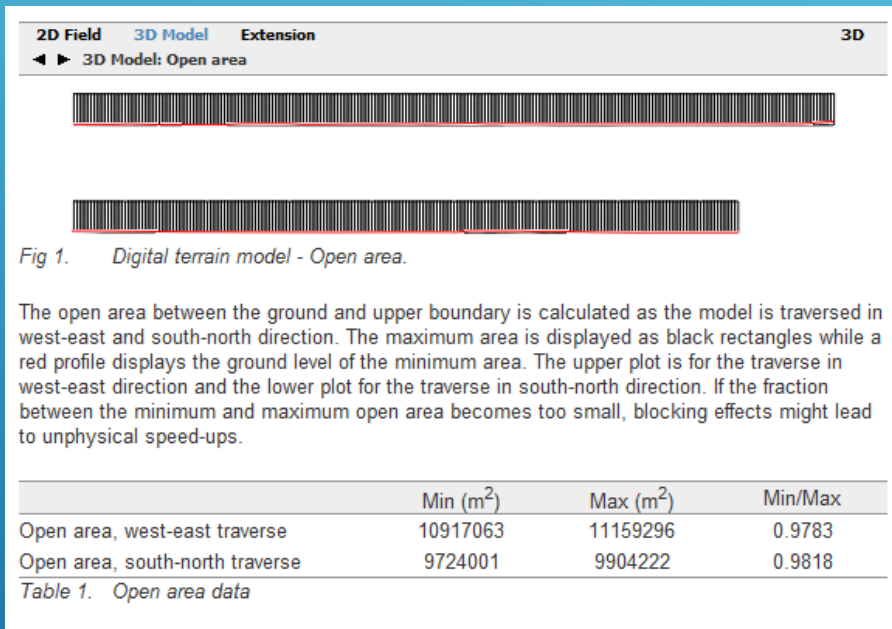 2D Field 3D Model Extension 3D
◄ ► 3D Model: Open area
Fig 1. Digital terrain model - Open area.
The open area between the ground and upper boundary is calculated as the model is traversed in
west-east and south-north direction. The maximum area is displayed as black rectangles while a
red profile displays the ground level of the minimum area. The upper plot is for the traverse in
west-east direction and the lower plot for the traverse in south-north direction. If the fraction
between the minimum and maximum open area becomes too small, blocking effects might lead
to unphysical speed-ups.
Min (m²) Max (m²) Min/Max
Open area, west-east traverse 10917063 11159296 0.9783
Open area, south-north traverse 9724001 9904222 0.9818
Table 1. Open area data